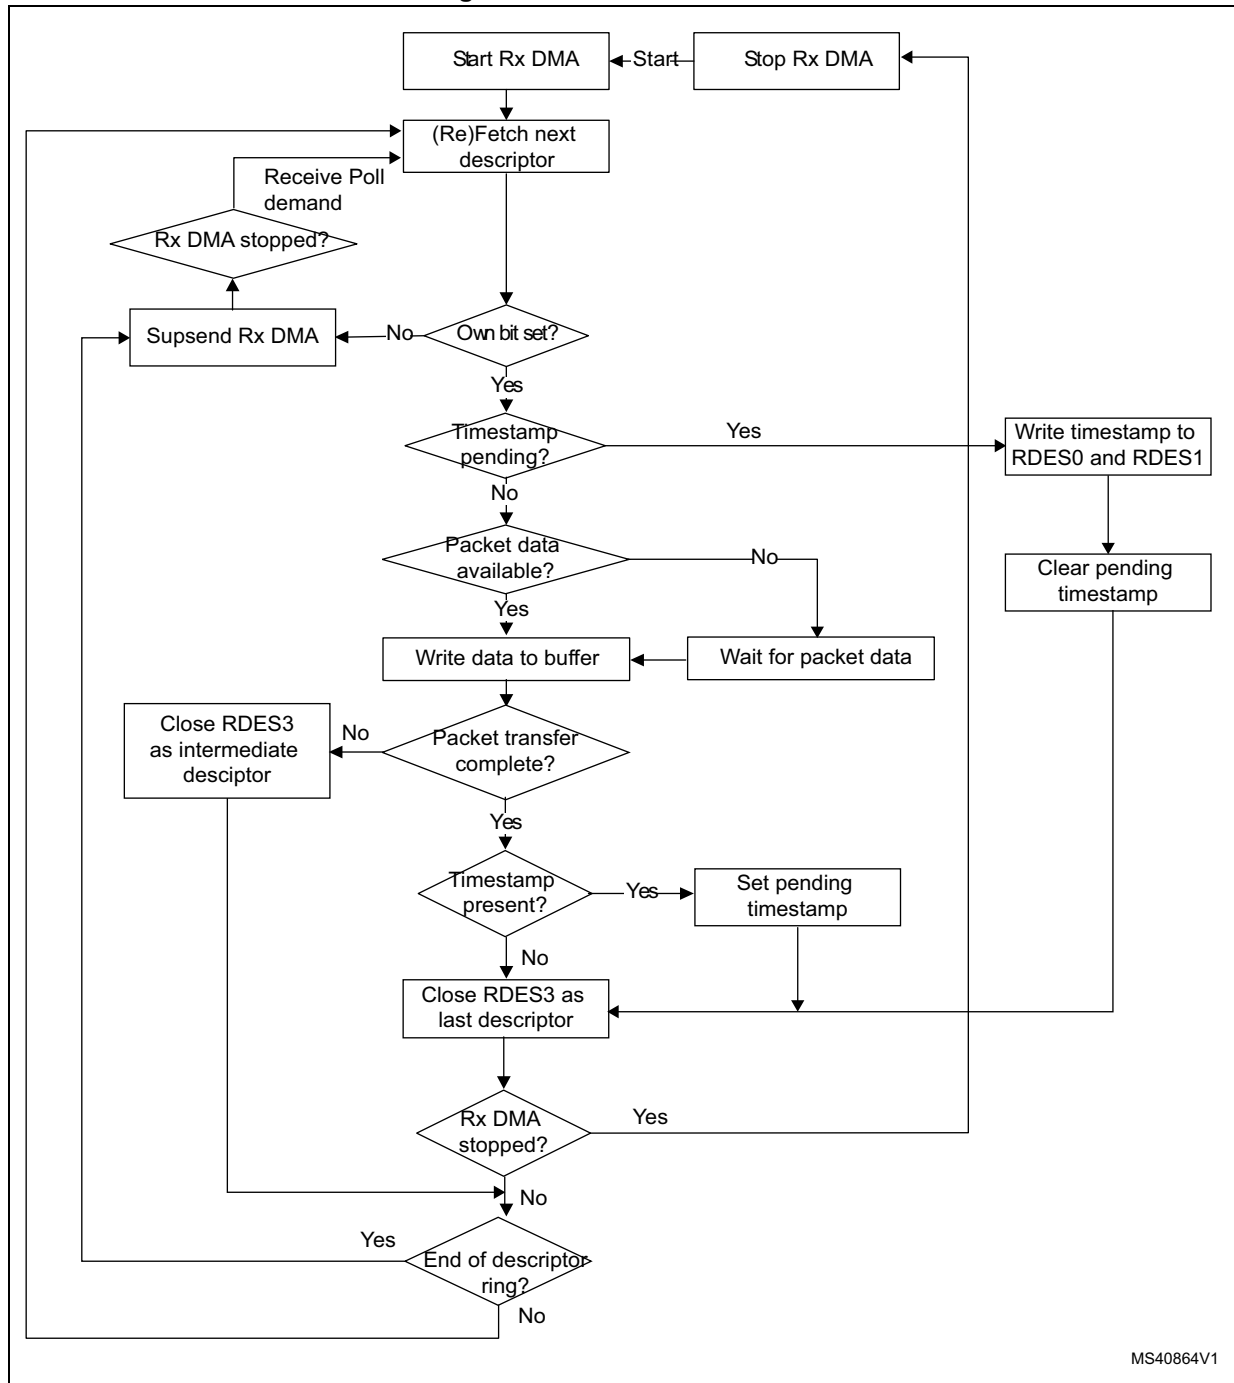 Start Rx DMA
Start
Stop Rx DMA
(Re)Fetch next
descriptor
Receive Poll
demand
Rx DMA stopped?
Supsend Rx DMA
No
Own bit set?
Yes
Timestamp
pending?
Yes
Write timestamp to
RDES0 and RDES1
No
Packet data
available?
No
Clear pending
timestamp
Yes
Write data to buffer
Wait for packet data
Close RDES3
as intermediate
desciptor
No
Packet transfer
complete?
Yes
Timestamp
present?
Yes
Set pending
timestamp
No
Close RDES3 as
last descriptor
Rx DMA
stopped?
Yes
No
Yes
End of descriptor
ring?
No
MS40864V1